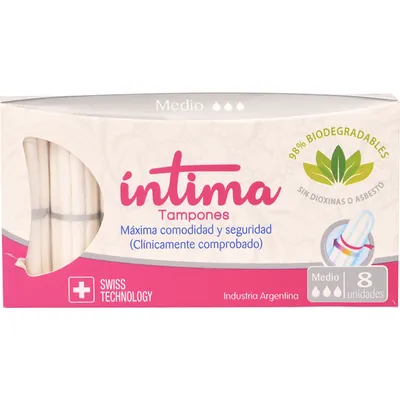 Medio
98% BIODEGRADABLES
SIN DIOXINAS O ASBESTO
íntima
Tampones
Máxima comodidad y seguridad
(Clínicamente comprobado)
SWISS
TECHNOLOGY
Industria Argentina
Medio
8
unidades